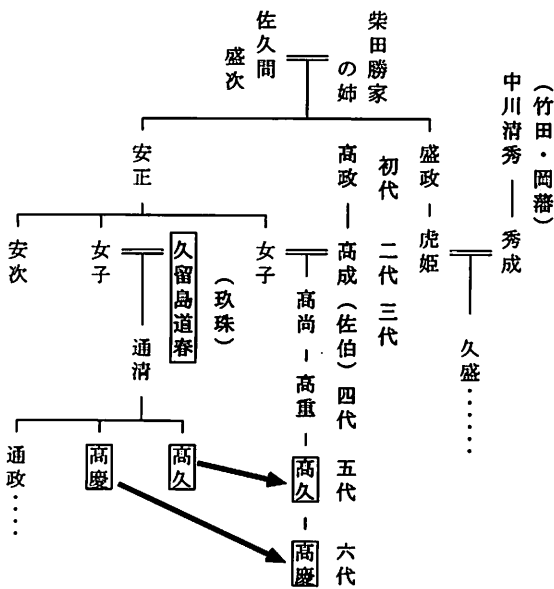 （竹田・岡藩）
中川清秀
秀成
久盛‥‥‥
柴田勝家
の姉
佐久間
盛次
盛政
虎姫
初代
二代
三代
四代
五代
六代
高政
高成（佐伯）
高尚
高重
高久
高慶
安正
女子
（玖珠）
久留島道春
女子
安次
通清
高久
高慶
通政‥‥